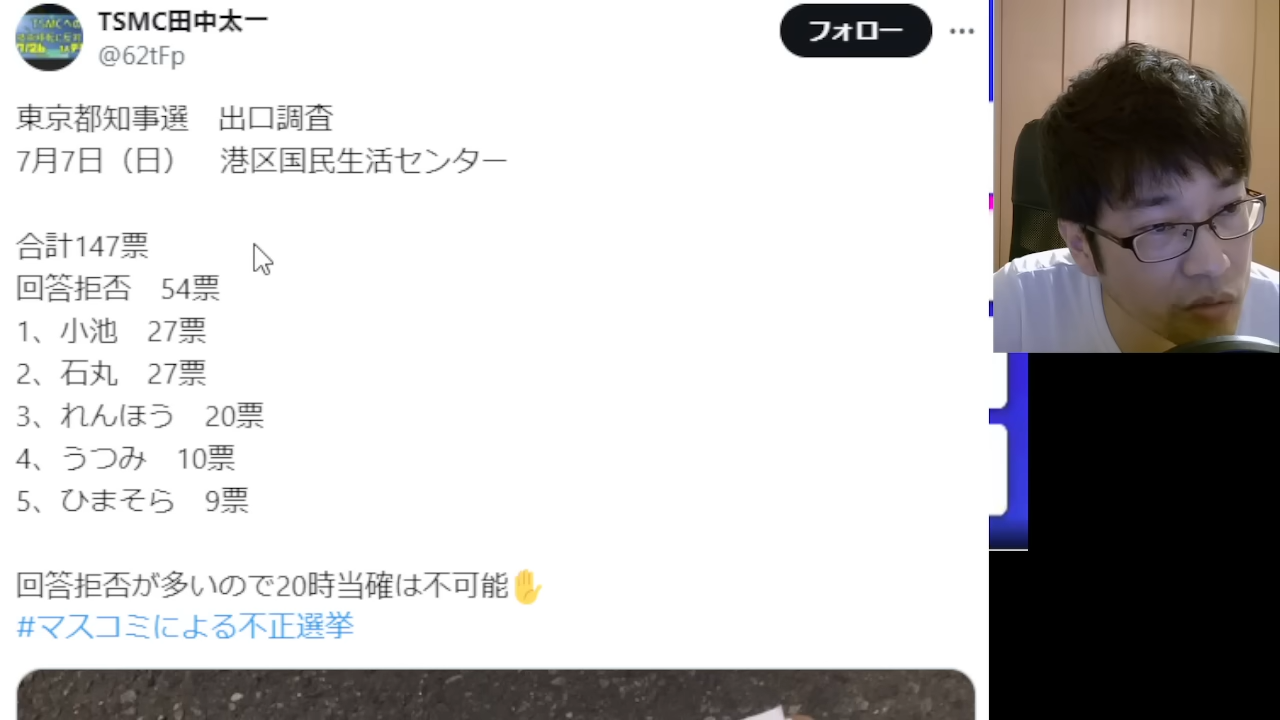 TSMC田中太一
@62tFp
フォロー
東京都知事選　出口調査
7月7日（日）　港区国民生活センター
合計147票
回答拒否　54票
1、小池　27票
2、石丸　27票
3、れんほう　20票
4、うつみ　10票
5、ひまそら　9票
回答拒否が多いので20時当確は不可能✋
#マスコミによる不正選挙